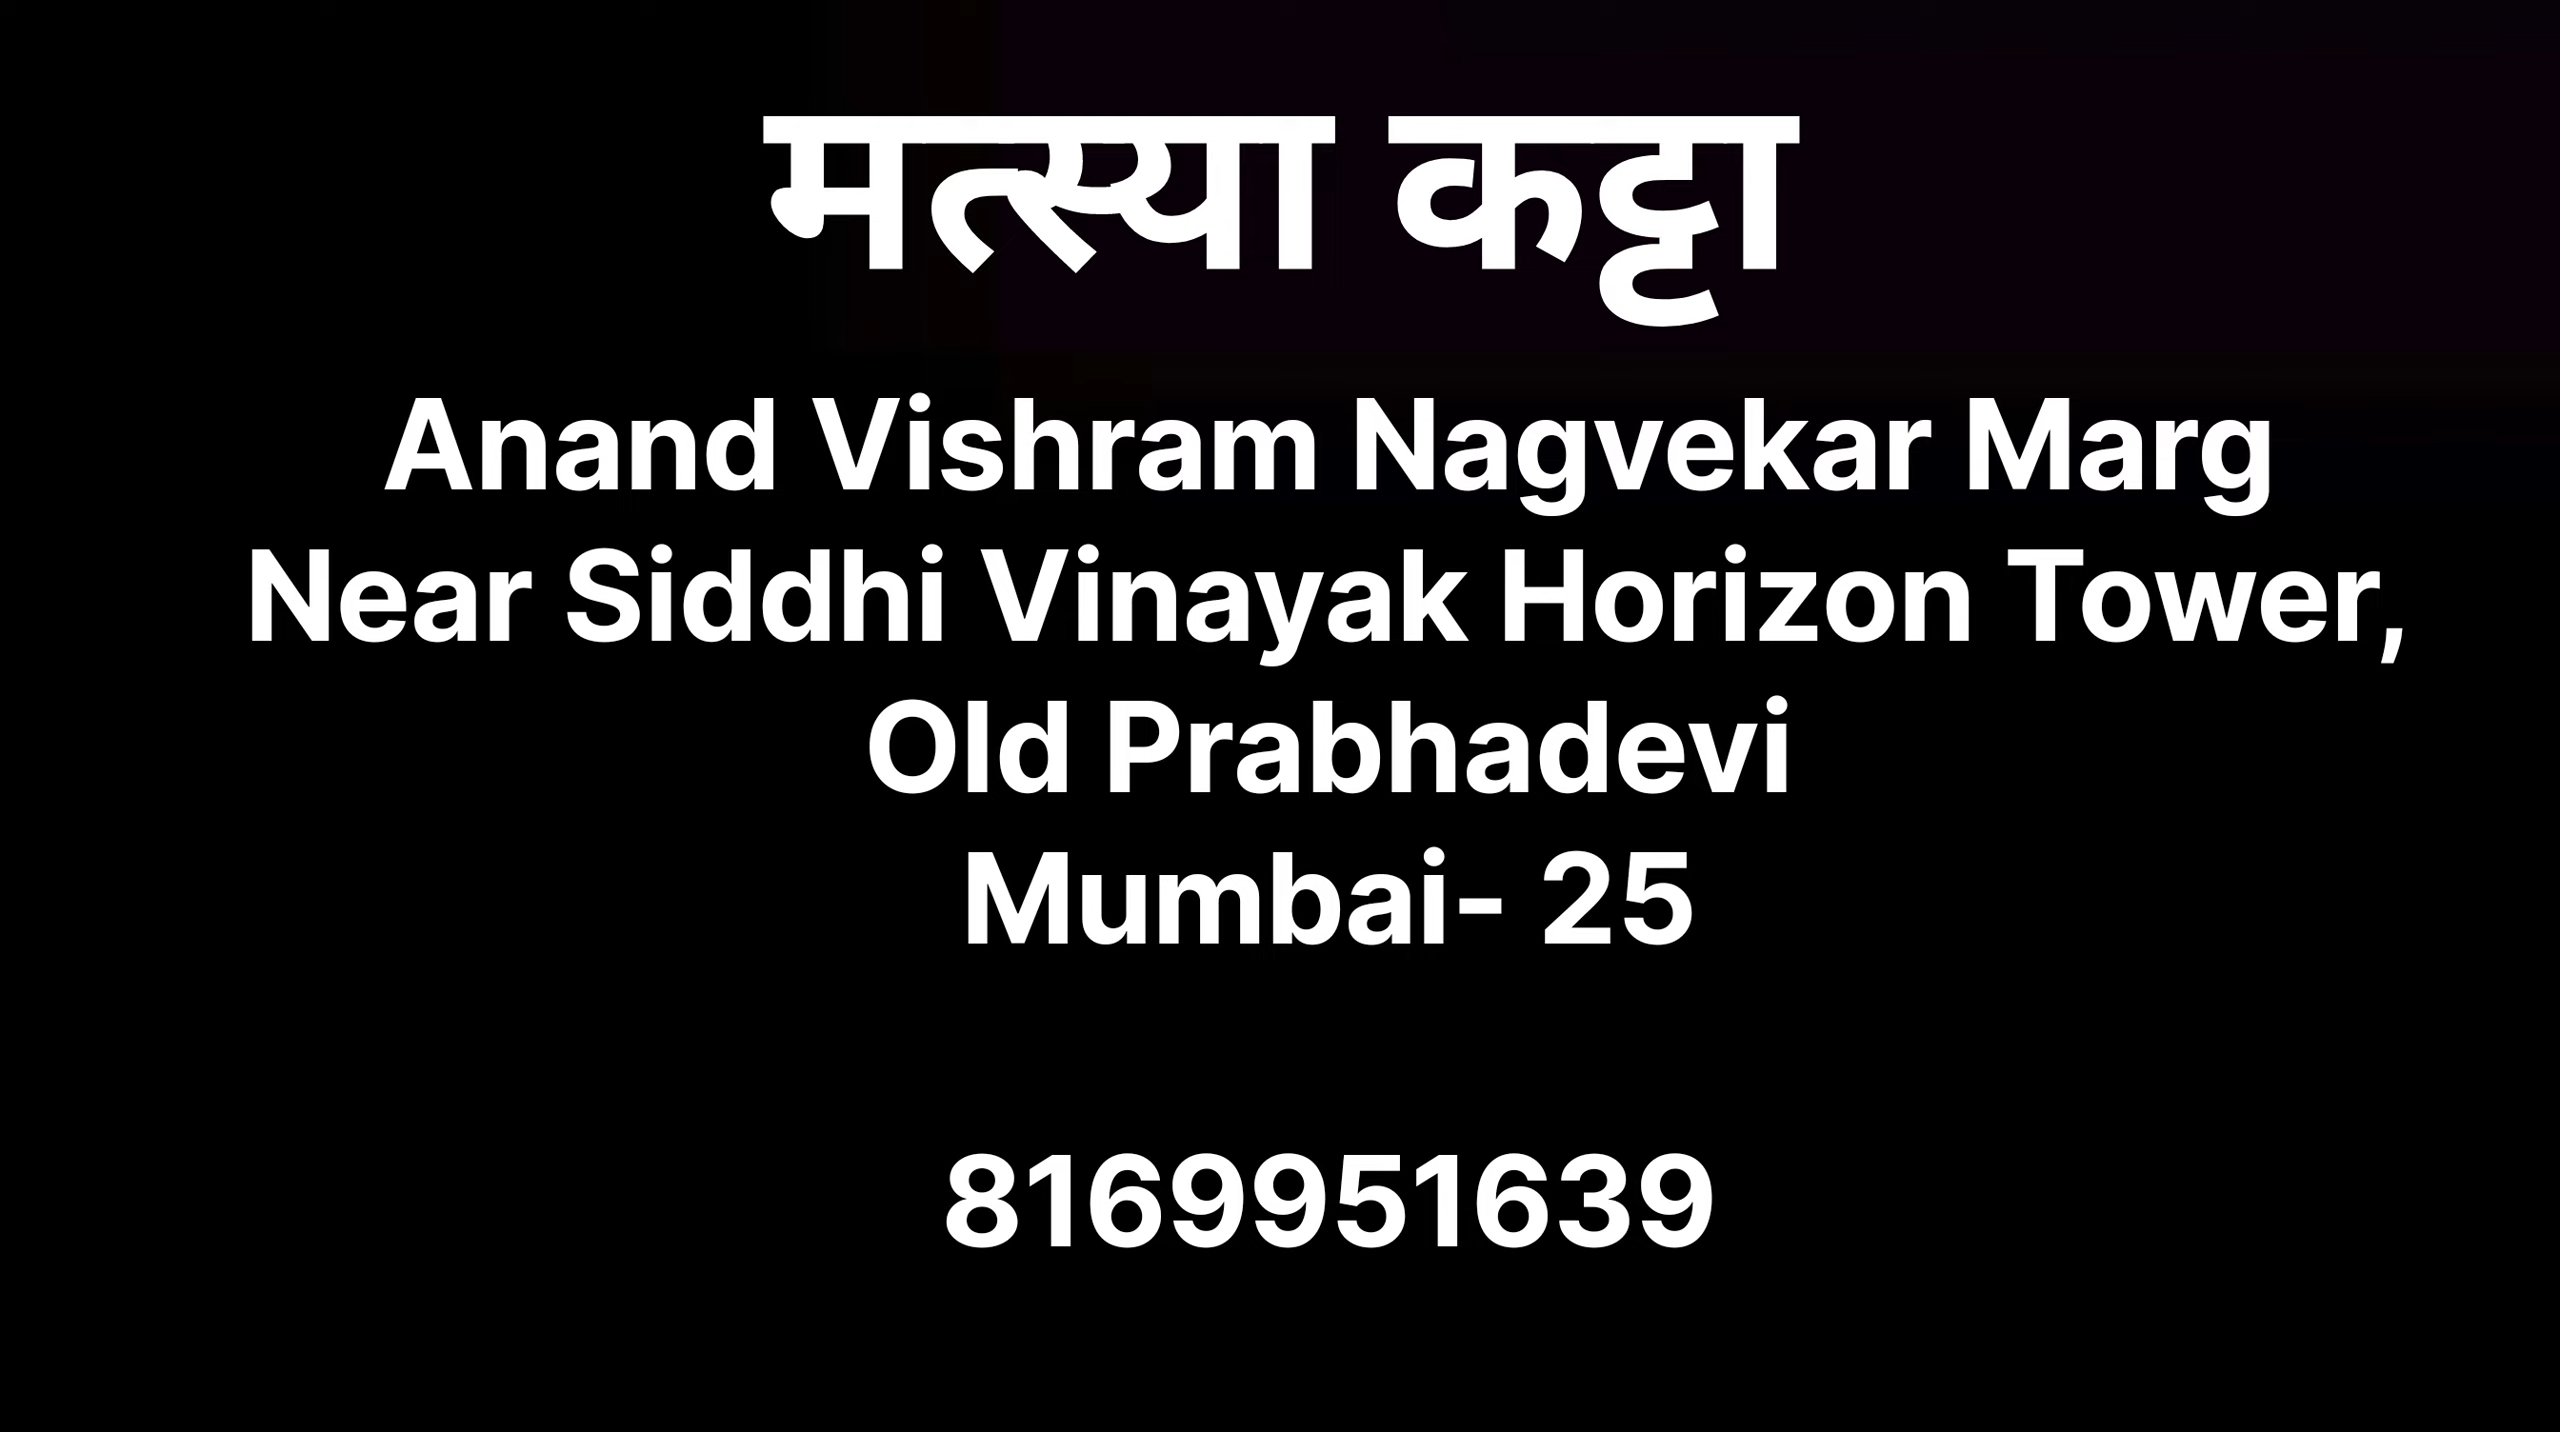 मत्स्या कट्टा
Anand Vishram Nagvekar Marg
Near Siddhi Vinayak Horizon Tower,
Old Prabhadevi
Mumbai- 25
8169951639